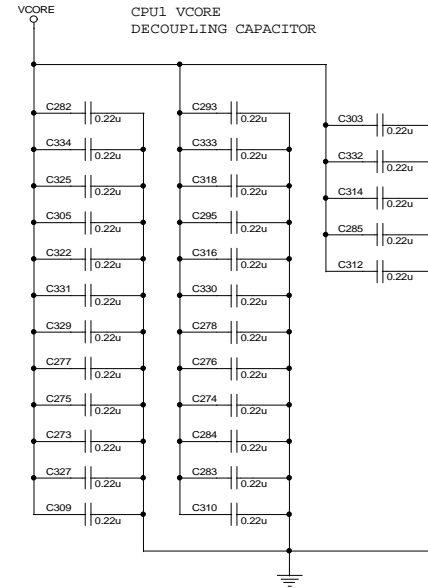 VCORE
CPU1 VCORE
DECOUPLING CAPACITOR
C282
0.22u
C334
0.22u
C325
0.22u
C305
0.22u
C322
0.22u
C331
0.22u
C329
0.22u
C277
0.22u
C275
0.22u
C273
0.22u
C327
0.22u
C309
0.22u
C293
0.22u
C333
0.22u
C318
0.22u
C295
0.22u
C316
0.22u
C330
0.22u
C278
0.22u
C276
0.22u
C274
0.22u
C284
0.22u
C283
0.22u
C310
0.22u
C303
0.22u
C332
0.22u
C314
0.22u
C285
0.22u
C312
0.22u